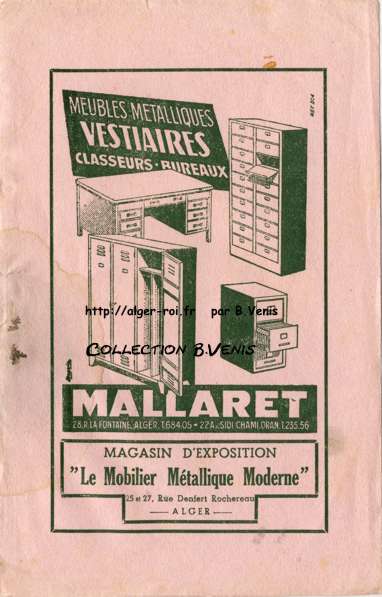 MEUBLES-METALLIQUES
VESTIAIRES
CLASSEURS-BUREAUX
http://alger-roi.fr par B.Venis
COLLECTION B.VENIS
MALLARET
28, R. LA FONTAINE, ALGER. T.684.05 • 22A R SIDI CHAMI, ORAN. T.235.56
MAGASIN D'EXPOSITION
"Le Mobilier Métallique Moderne"
25 et 27, Rue Denfert Rochereau
— ALGER —